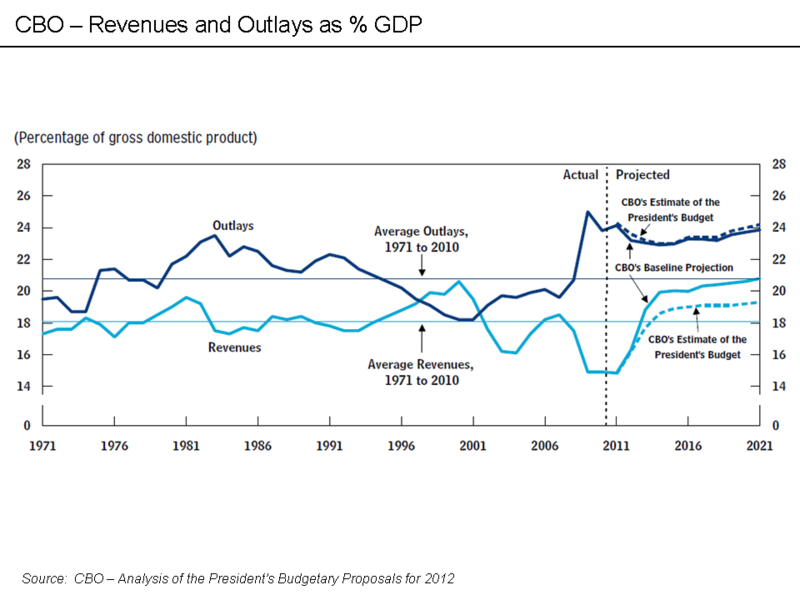 CBO – Revenues and Outlays as % GDP
(Percentage of gross domestic product)
28 28
Actual Projected
26 26
CBO's Estimate of the
President's Budget
Outlays
24 24
Average Outlays,
1971 to 2010
22 22
CBO's Baseline Projection
20 20
18 18
Revenues
CBO's Estimate of the
President's Budget
16 16
Average Revenues,
1971 to 2010
14 14
0 0
1971 1976 1981 1986 1991 1996 2001 2006 2011 2016 2021
Source: CBO – Analysis of the President's Budgetary Proposals for 2012